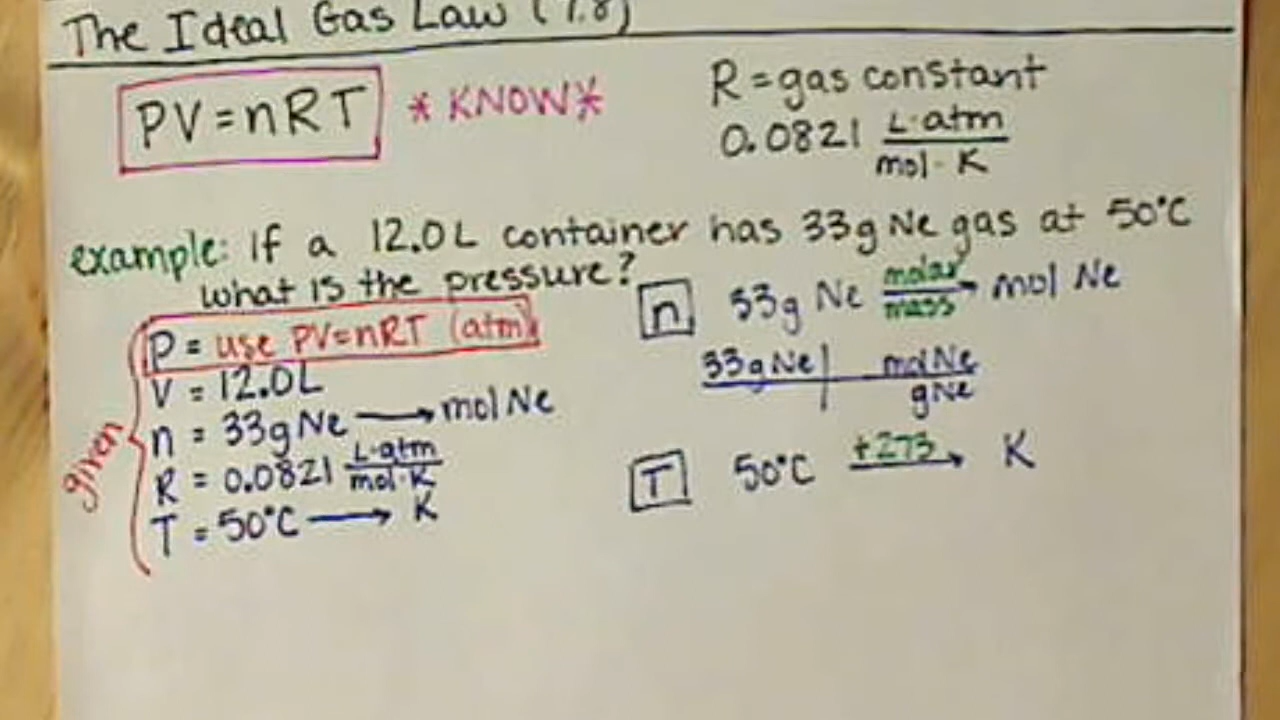 The Ideal Gas Law (7.8)
PV=nRT *KNOW*
R = gas constant
0.0821 L·atm
mol·K
example: If a 12.0L container has 33g Ne gas at 50°C
what is the pressure?
P = use PV=nRT (atm)
V = 12.0L
n = 33g Ne → mol Ne
R = 0.0821 L·atm
mol·K
T = 50°C → K
given
n 33g Ne molar → mol Ne
mass
33g Ne | mol Ne
g Ne
T 50°C +273 → K